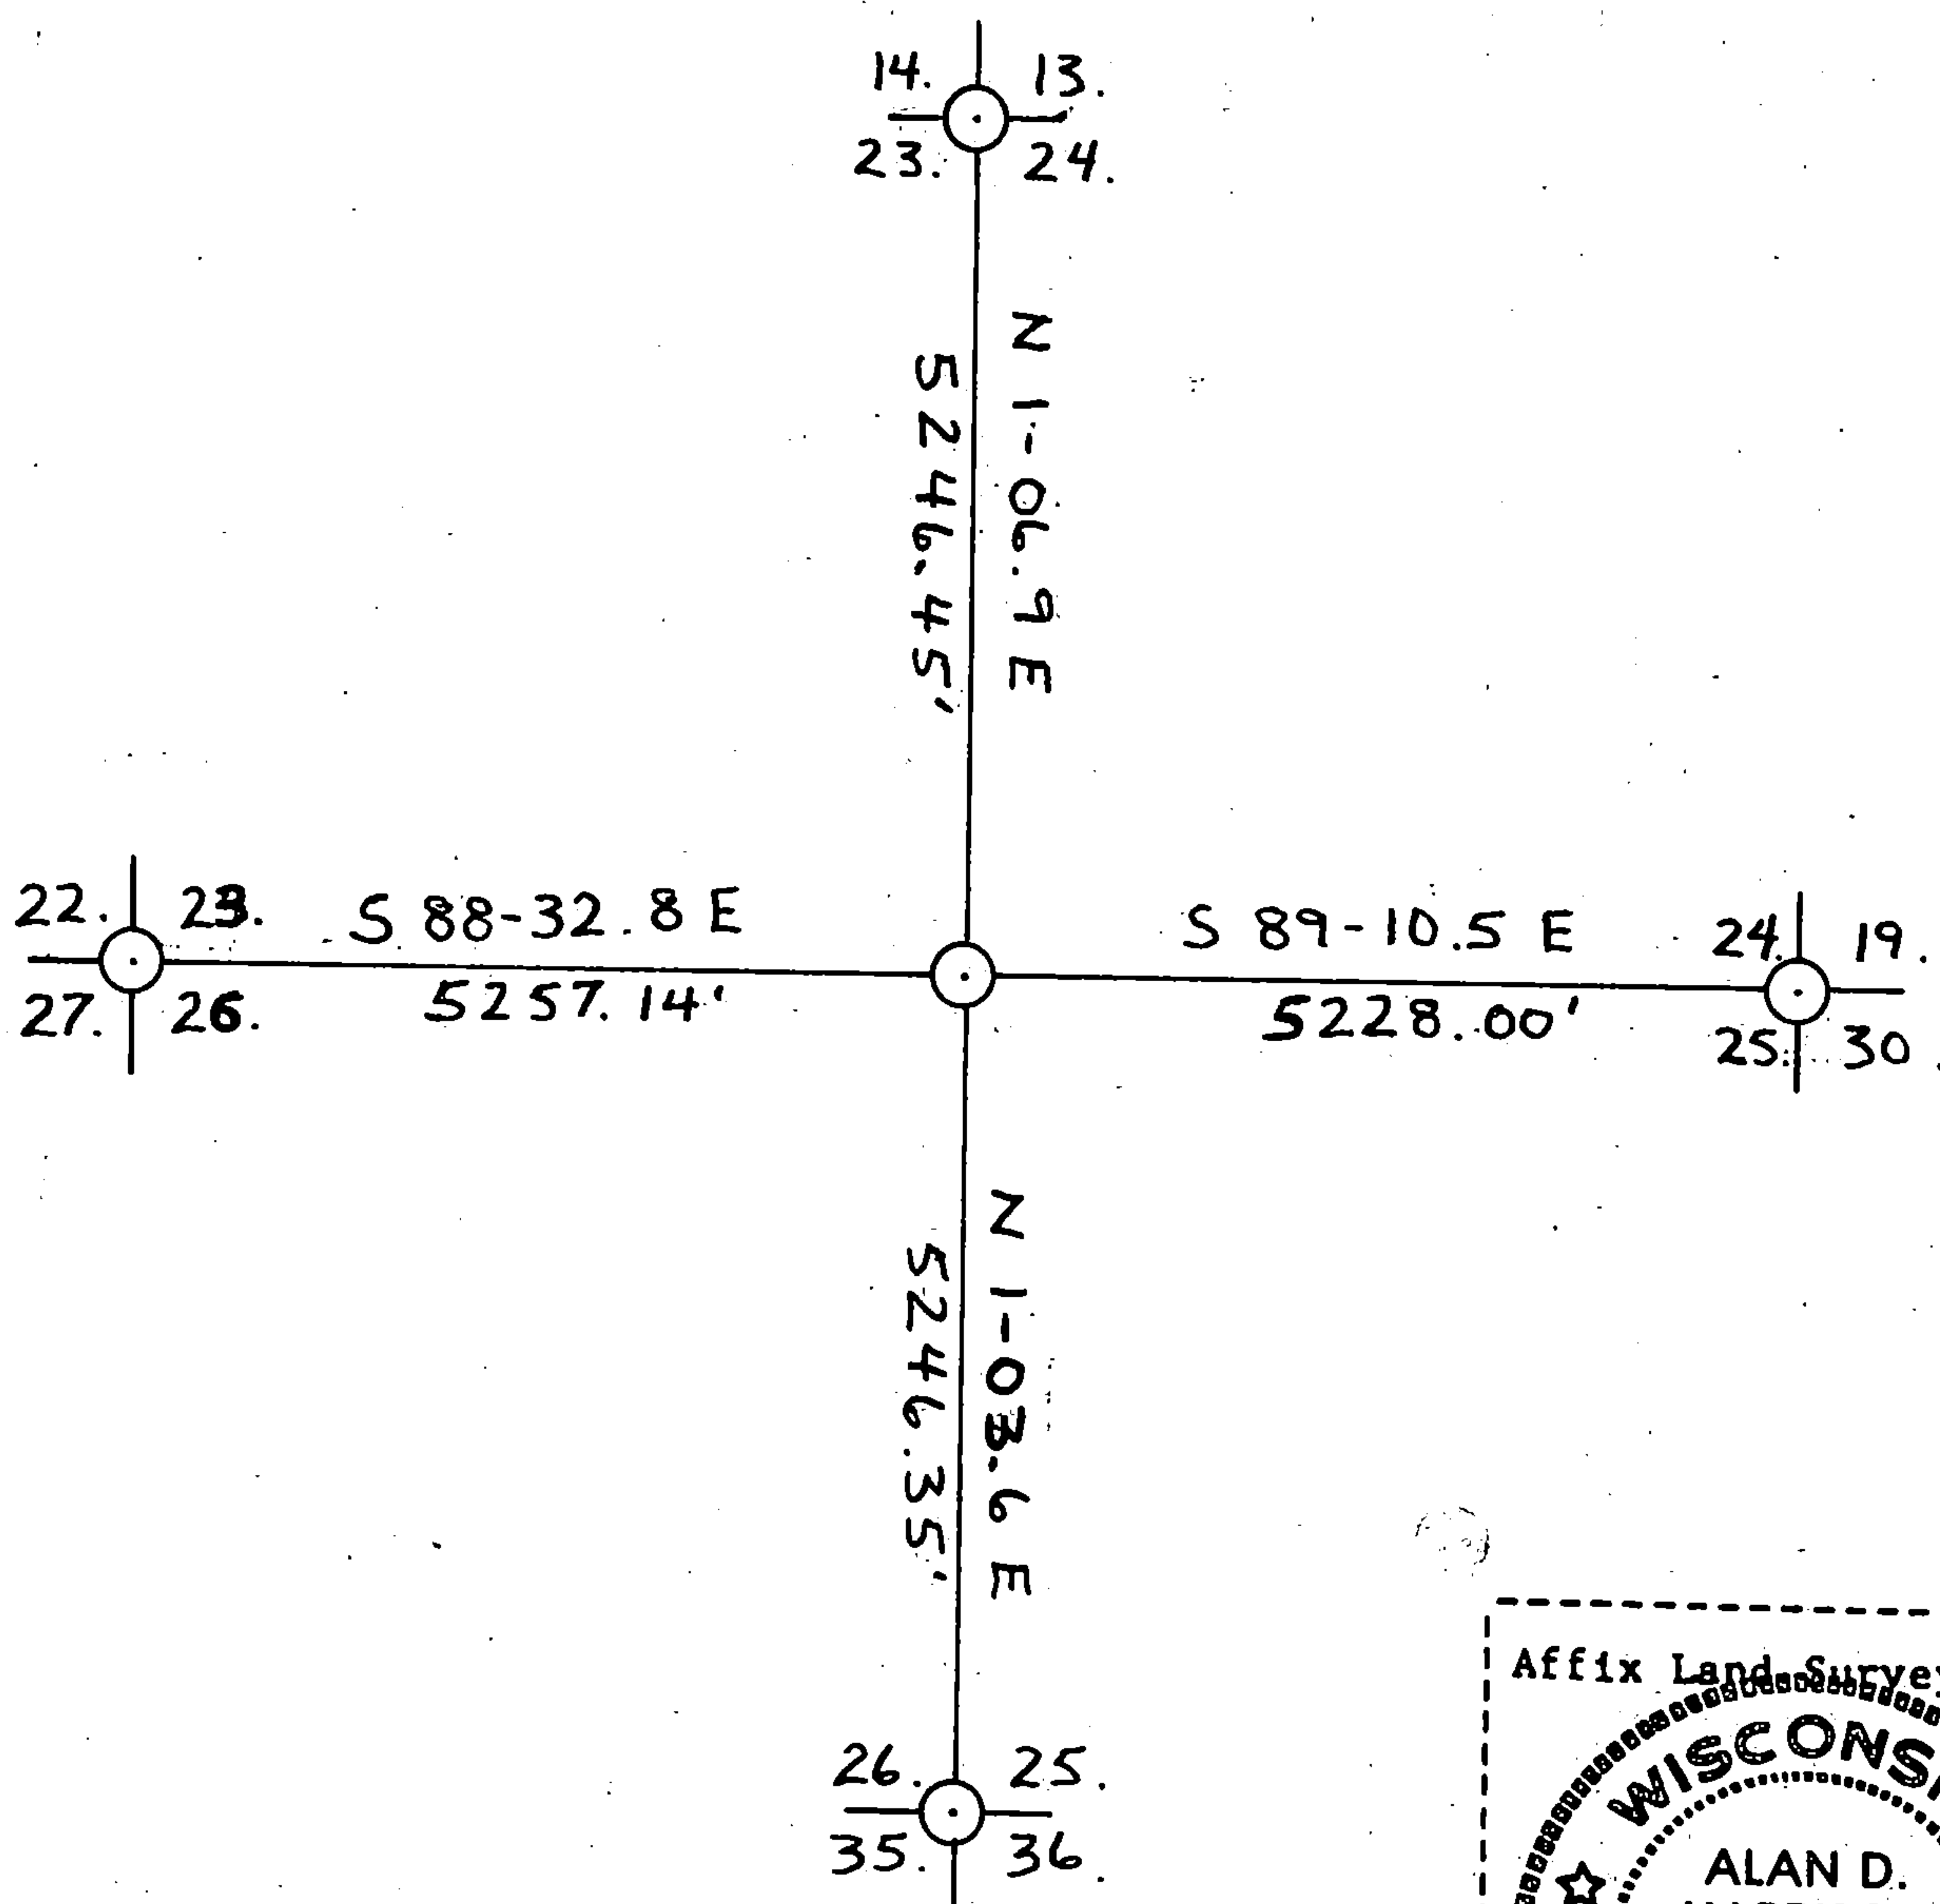 14. 13.
23. 24.
N 1-06.9 E
5246.45'
22. 23. S 88-32.8 E
27. 26. 5257.14'
S 89-10.5 E 24. 19.
5228.00' 25. 30.
N 1-03.6 E
5246.35'
26. 25.
35. 36.
Affix Land Surve
WISCONS
ALAN D.